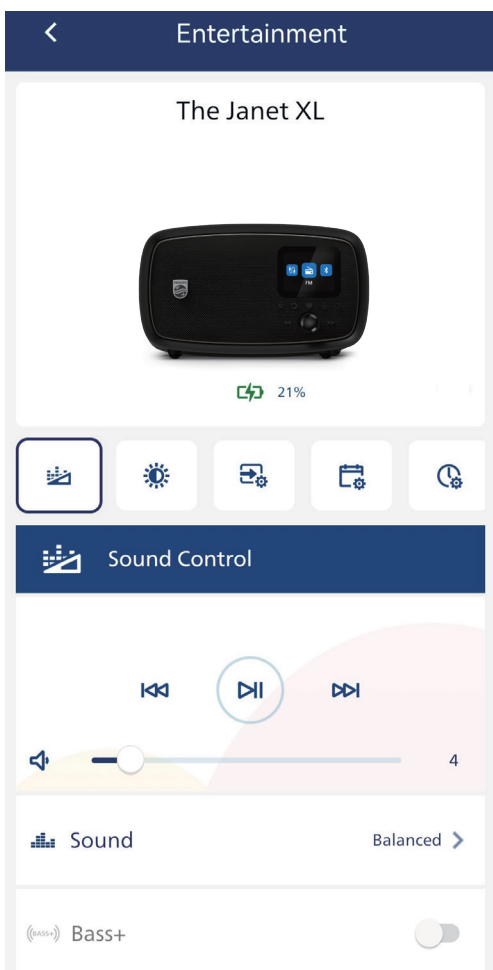 Entertainment
The Janet XL
FM
21%
Sound Control
4
Sound
Balanced
((BASS+)) Bass+